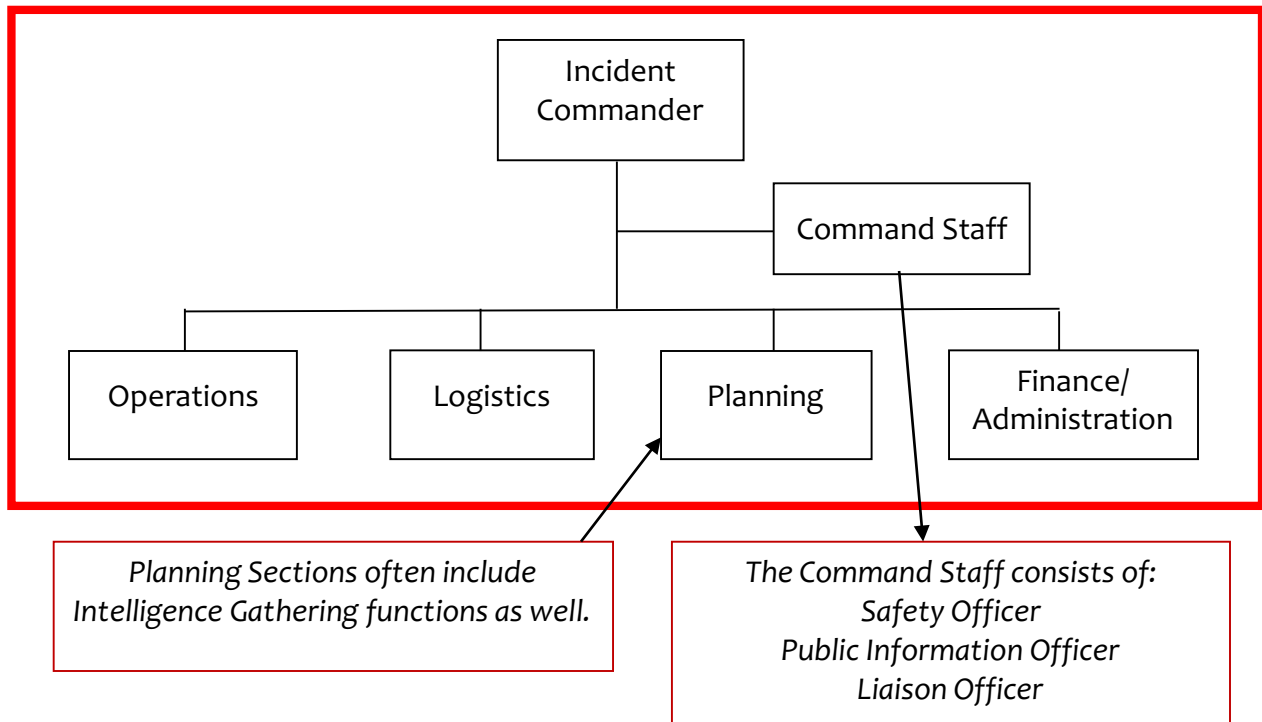 Incident
Commander
Command Staff
Operations
Logistics
Planning
Finance/
Administration
Planning Sections often include
Intelligence Gathering functions as well.
The Command Staff consists of:
Safety Officer
Public Information Officer
Liaison Officer